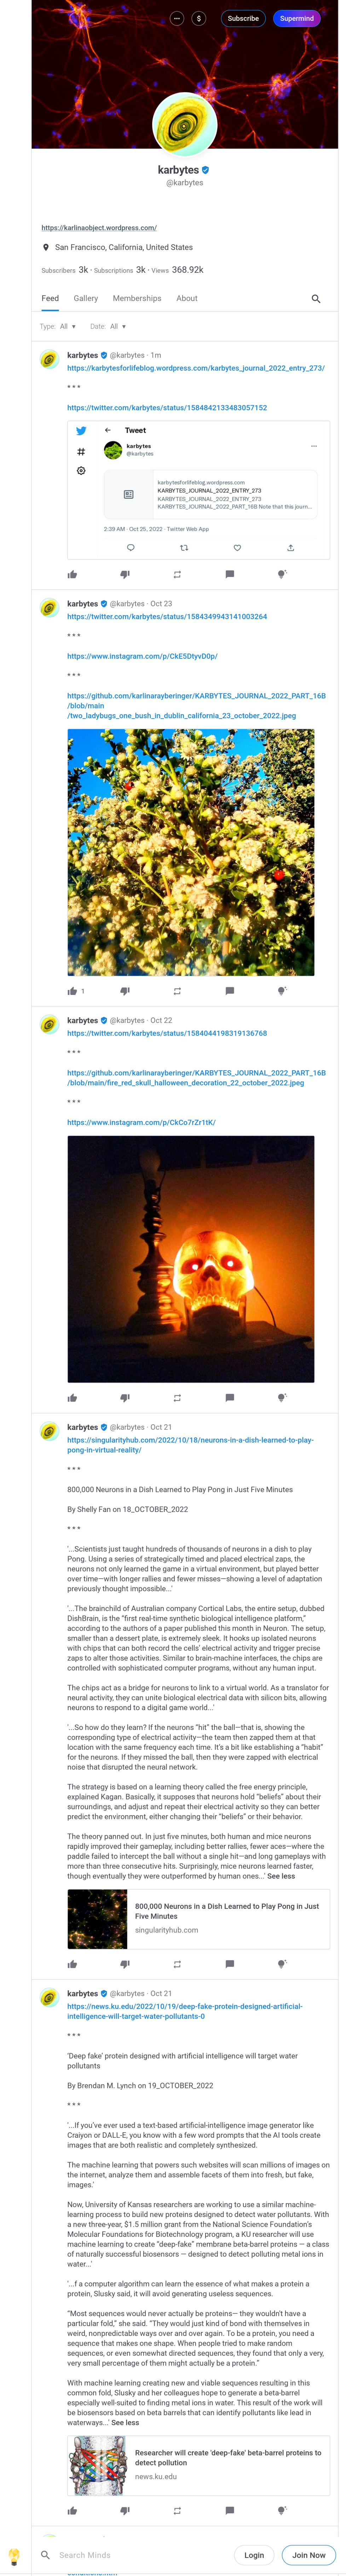 Subscribe Supermind
karbytes
@karbytes
https://karlinaobject.wordpress.com/
San Francisco, California, United States
Subscribers 3k · Subscriptions 3k · Views 368.92k
Feed Gallery Memberships About
Type: All ▾ Date: All ▾
karbytes @karbytes · 1m
https://karbytesforlifeblog.wordpress.com/karbytes_journal_2022_entry_273/
* * *
https://twitter.com/karbytes/status/1584842133483057152
← Tweet
karbytes
@karbytes
karbytesforlifeblog.wordpress.com
KARBYTES_JOURNAL_2022_ENTRY_273
KARBYTES_JOURNAL_2022_ENTRY_273
KARBYTES_JOURNAL_2022_PART_16B Note that this journ...
2:39 AM · Oct 25, 2022 · Twitter Web App
karbytes @karbytes · Oct 23
https://twitter.com/karbytes/status/1584349943141003264
* * *
https://www.instagram.com/p/CkE5DtyvD0p/
* * *
https://github.com/karlinarayberinger/KARBYTES_JOURNAL_2022_PART_16B
/blob/main
/two_ladybugs_one_bush_in_dublin_california_23_october_2022.jpeg
1
karbytes @karbytes · Oct 22
https://twitter.com/karbytes/status/1584044198319136768
* * *
https://github.com/karlinarayberinger/KARBYTES_JOURNAL_2022_PART_16B
/blob/main/fire_red_skull_halloween_decoration_22_october_2022.jpeg
* * *
https://www.instagram.com/p/CkCo7rZr1tK/
karbytes @karbytes · Oct 21
https://singularityhub.com/2022/10/18/neurons-in-a-dish-learned-to-play-
pong-in-virtual-reality/
* * *
800,000 Neurons in a Dish Learned to Play Pong in Just Five Minutes
By Shelly Fan on 18_OCTOBER_2022
* * *
'...Scientists just taught hundreds of thousands of neurons in a dish to play
Pong. Using a series of strategically timed and placed electrical zaps, the
neurons not only learned the game in a virtual environment, but played better
over time—with longer rallies and fewer misses—showing a level of adaptation
previously thought impossible...'
'...The brainchild of Australian company Cortical Labs, the entire setup, dubbed
DishBrain, is the “first real-time synthetic biological intelligence platform,”
according to the authors of a paper published this month in Neuron. The setup,
smaller than a dessert plate, is extremely sleek. It hooks up isolated neurons
with chips that can both record the cells’ electrical activity and trigger precise
zaps to alter those activities. Similar to brain-machine interfaces, the chips are
controlled with sophisticated computer programs, without any human input.
The chips act as a bridge for neurons to link to a virtual world. As a translator for
neural activity, they can unite biological electrical data with silicon bits, allowing
neurons to respond to a digital game world...'
'...So how do they learn? If the neurons “hit” the ball—that is, showing the
corresponding type of electrical activity—the team then zapped them at that
location with the same frequency each time. It’s a bit like establishing a “habit”
for the neurons. If they missed the ball, then they were zapped with electrical
noise that disrupted the neural network.
The strategy is based on a learning theory called the free energy principle,
explained Kagan. Basically, it supposes that neurons hold “beliefs” about their
surroundings, and adjust and repeat their electrical activity so they can better
predict the environment, either changing their “beliefs” or their behavior.
The theory panned out. In just five minutes, both human and mice neurons
rapidly improved their gameplay, including better rallies, fewer aces—where the
paddle failed to intercept the ball without a single hit—and long gameplays with
more than three consecutive hits. Surprisingly, mice neurons learned faster,
though eventually they were outperformed by human ones...' See less
800,000 Neurons in a Dish Learned to Play Pong in Just
Five Minutes
singularityhub.com
karbytes @karbytes · Oct 21
https://news.ku.edu/2022/10/19/deep-fake-protein-designed-artificial-
intelligence-will-target-water-pollutants-0
* * *
‘Deep fake’ protein designed with artificial intelligence will target water
pollutants
By Brendan M. Lynch on 19_OCTOBER_2022
* * *
'...If you’ve ever used a text-based artificial-intelligence image generator like
Craiyon or DALL-E, you know with a few word prompts that the AI tools create
images that are both realistic and completely synthesized.
The machine learning that powers such websites will scan millions of images on
the internet, analyze them and assemble facets of them into fresh, but fake,
images.'
Now, University of Kansas researchers are working to use a similar machine-
learning process to build new proteins designed to detect water pollutants. With
a new three-year, $1.5 million grant from the National Science Foundation’s
Molecular Foundations for Biotechnology program, a KU researcher will use
machine learning to create “deep-fake” membrane beta-barrel proteins — a class
of naturally successful biosensors — designed to detect polluting metal ions in
water...'
'...f a computer algorithm can learn the essence of what makes a protein a
protein, Slusky said, it will avoid generating useless sequences.
“Most sequences would never actually be proteins— they wouldn’t have a
particular fold,” she said. “They would just kind of bond with themselves in
weird, nonpredictable ways over and over again. To be a protein, you need a
sequence that makes one shape. When people tried to make random
sequences, or even somewhat directed sequences, they found that only a very,
very small percentage of them might actually be a protein.”
With machine learning creating new and viable sequences resulting in this
common fold, Slusky and her colleagues hope to generate a beta-barrel
especially well-suited to finding metal ions in water. This result of the work will
be biosensors based on beta barrels that can identify pollutants like lead in
waterways...' See less
Researcher will create 'deep-fake' beta-barrel proteins to
detect pollution
news.ku.edu
Search Minds Login Join Now